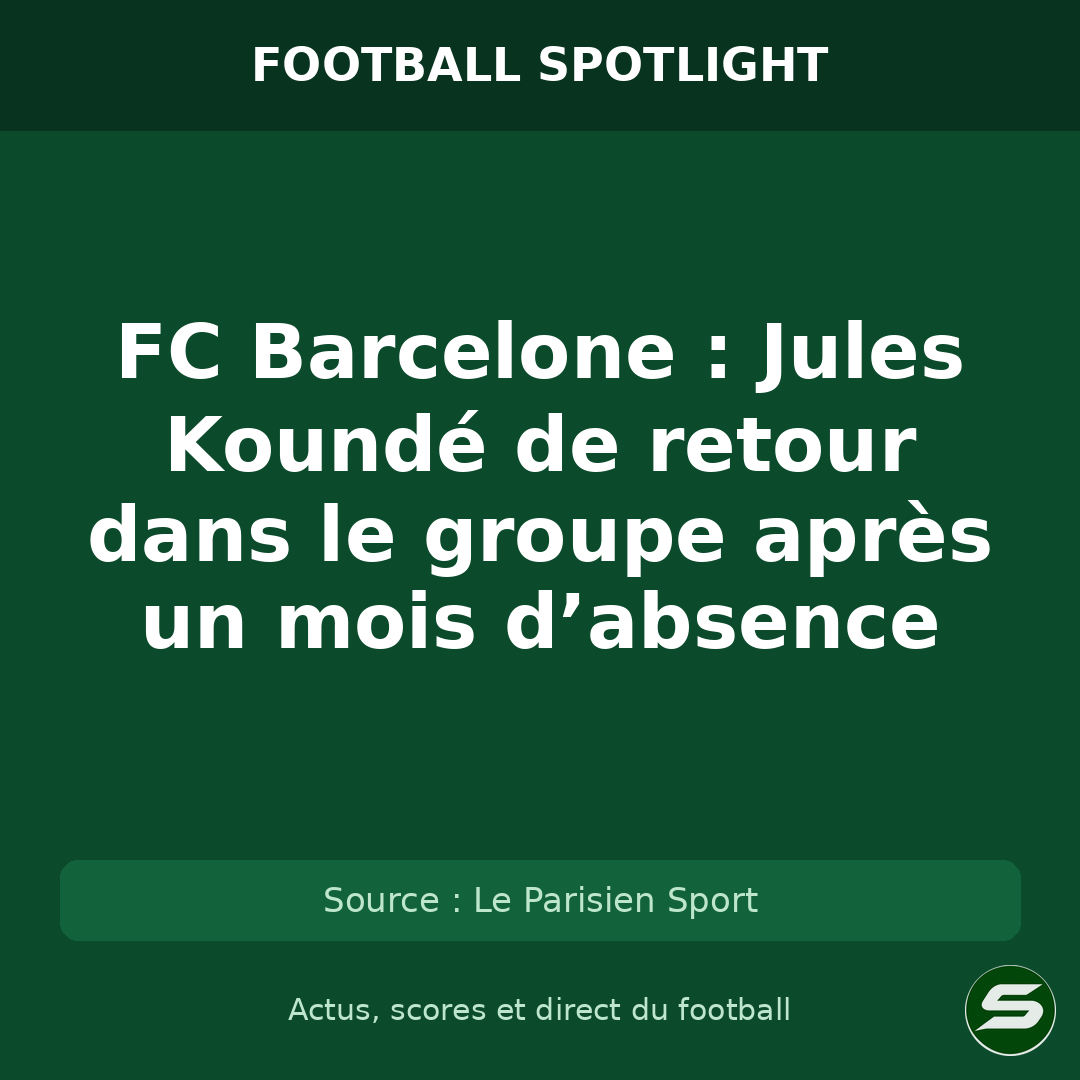 FOOTBALL SPOTLIGHT
FC Barcelone : Jules
Koundé de retour
dans le groupe après
un mois d’absence
Source : Le Parisien Sport
Actus, scores et direct du football
S